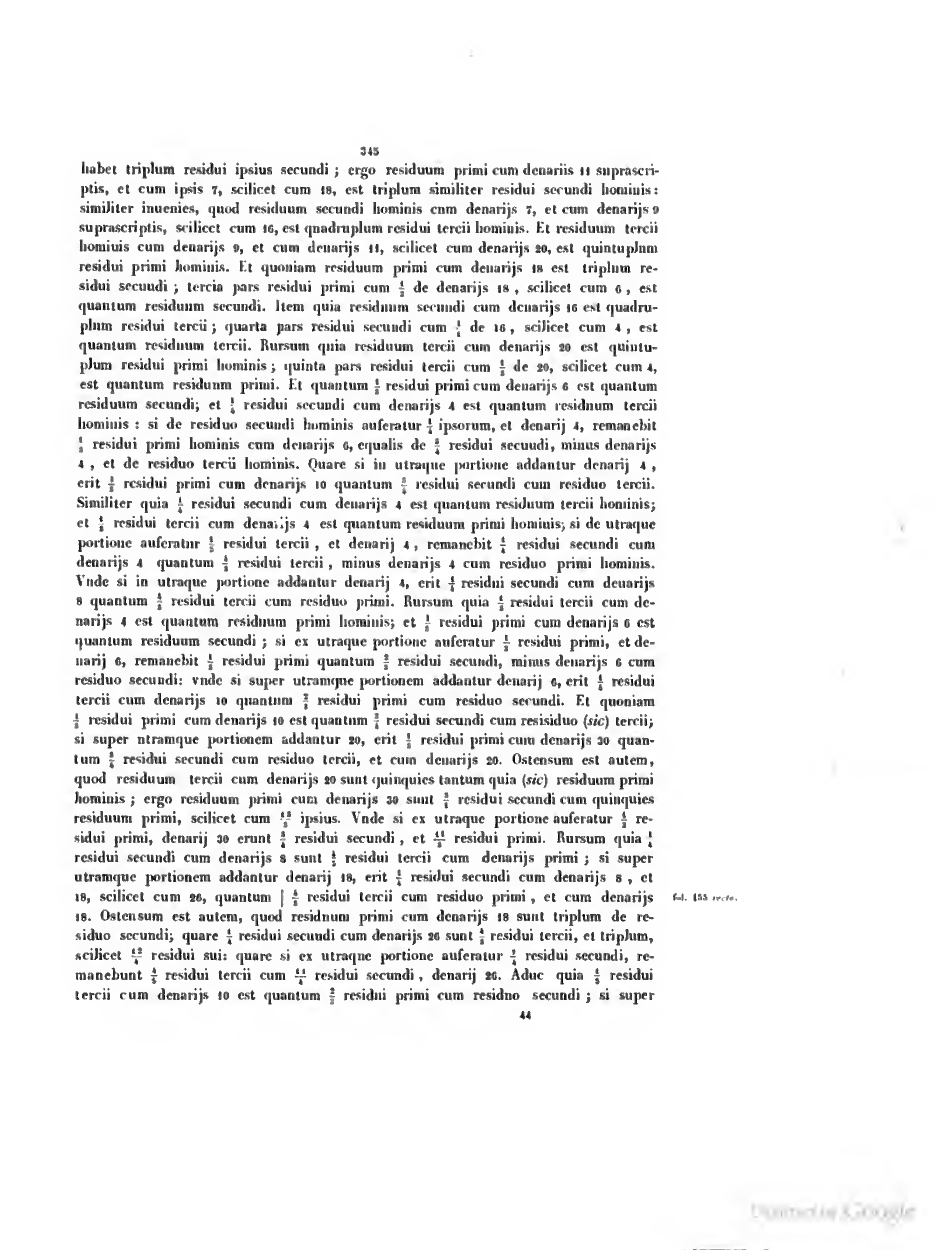 345
habet triplum residui ipsius secundi ; ergo residuum primi cum denariis 11 suprascri-
ptis, et cum ipsis 7, scilicet cum 18, est triplum similiter residui secundi hominis:
similiter inuenies, quod residuum secundi hominis cum denarijs 7, et cum denarijs 9
suprascriptis, scilicet cum 16, est quadruplum residui tercii hominis. Et residuum tercii
hominis cum denarijs 9, et cum denarijs 11, scilicet cum denarijs 20, est quintuplum
residui primi hominis. Et quoniam residuum primi cum denarijs 18 est triplum re-
sidui secundi ; tercia pars residui primi cum 1/3 de denarijs 18 , scilicet cum 6 , est
quantum residuum secundi. Item quia residuum secundi cum denarijs 16 est quadru-
plum residui tercii ; quarta pars residui secundi cum 1/4 de 16 , scilicet cum 4 , est
quantum residuum tercii. Rursum quia residuum tercii cum denarijs 20 est quintu-
plum residui primi hominis ; quinta pars residui tercii cum 1/5 de 20, scilicet cum 4,
est quantum residuum primi. Et quantum 1/3 residui primi cum denarijs 6 est quantum
residuum secundi; et 1/4 residui secundi cum denarijs 4 est quantum residuum tercii
hominis : si de residuo secundi hominis auferatur 1/4 ipsorum, et denarij 4, remanebit
1/3 residui primi hominis cum denarijs 6, equalis de 3/4 residui secundi, minus denarijs
4 , et de residuo tercii hominis. Quare si in utraque portione addantur denarij 4 ,
erit 1/3 residui primi cum denarijs 10 quantum 3/4 residui secundi cum residuo tercii.
Similiter quia 1/4 residui secundi cum denarijs 4 est quantum residuum tercii hominis;
et 1/5 residui tercii cum denarijs 4 est quantum residuum primi hominis; si de utraque
portione auferatur 1/5 residui tercii , et denarij 4 , remanebit 1/4 residui secundi cum
denarijs 4 quantum 4/5 residui tercii , minus denarijs 4 cum residuo primi hominis.
Vnde si in utraque portione addantur denarij 4, erit 1/4 residui secundi cum denarijs
8 quantum 4/5 residui tercii cum residuo primi. Rursum quia 1/5 residui tercii cum de-
narijs 4 est quantum residuum primi hominis; et 1/3 residui primi cum denarijs 6 est
quantum residuum secundi ; si ex utraque portione auferatur 1/3 residui primi, et de-
narij 6, remanebit 1/3 residui primi quantum 2/3 residui secundi, minus denarijs 6 cum
residuo secundi: vnde si super utramque portionem addantur denarij 6, erit 1/5 residui
tercii cum denarijs 10 quantum 2/3 residui primi cum residuo secundi. Et quoniam
1/3 residui primi cum denarijs 10 est quantum 3/4 residui secundi cum resisiduo (sic) tercii;
si super utramque portionem addantur 20, erit 1/3 residui primi cum denarijs 30 quan-
tum 3/4 residui secundi cum residuo tercii, et cum denarijs 20. Ostensum est autem,
quod residuum tercii cum denarijs 20 sunt quinquies tantum quia (sic) residuum primi
hominis ; ergo residuum primi cum denarijs 30 sunt 3/4 residui secundi cum quinquies
residuum primi, scilicet cum 15/3 ipsius. Vnde si ex utraque portione auferatur 1/3 re-
sidui primi, denarij 30 erunt 3/4 residui secundi , et 14/3 residui primi. Rursum quia 1/4
residui secundi cum denarijs 8 sunt 4/5 residui tercii cum denarijs primi ; si super
utramque portionem addantur denarij 18, erit 1/4 residui secundi cum denarijs 8 , et
18, scilicet cum 26, quantum | 4/5 residui tercii cum residuo primi , et cum denarijs
fol. 155 recto.
18. Ostensum est autem, quod residuum primi cum denarijs 18 sunt triplum de re-
siduo secundi; quare 1/4 residui secundi cum denarijs 26 sunt 4/5 residui tercii, et triplum,
scilicet 12/4 residui sui: quare si ex utraque portione auferatur 1/4 residui secundi, re-
manebunt 4/5 residui tercii cum 11/4 residui secundi , denarij 26. Aduc quia 1/5 residui
tercii cum denarijs 10 est quantum 2/3 residui primi cum residuo secundi ; si super
44
Digitized by Google